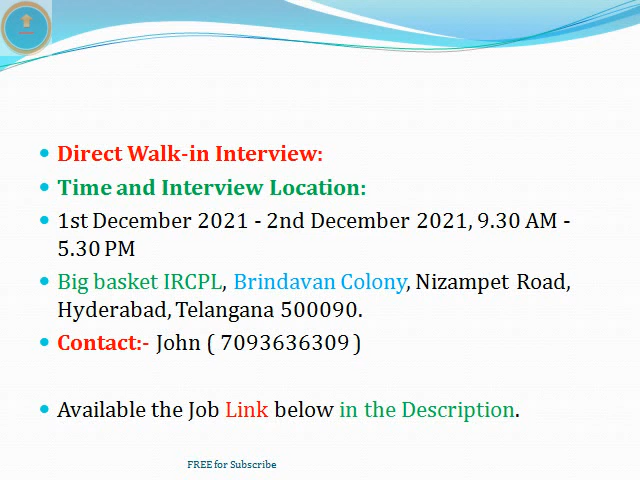 Direct Walk-in Interview:
Time and Interview Location:
1st December 2021 - 2nd December 2021, 9.30 AM -
5.30 PM
Big basket IRCPL, Brindavan Colony, Nizampet Road,
Hyderabad, Telangana 500090.
Contact:- John ( 7093636309 )
Available the Job Link below in the Description.
FREE for Subscribe